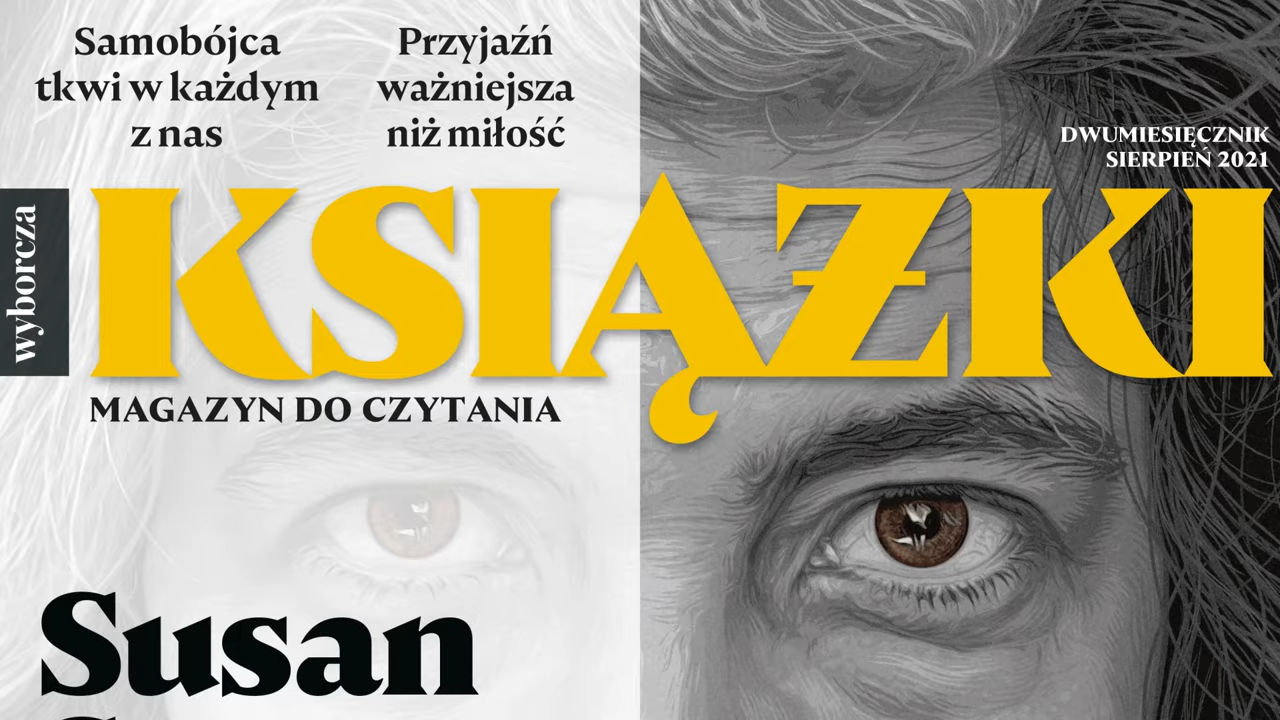 Samobójca
tkwi w każdym
z nas
Przyjaźń
ważniejsza
niż miłość
DWUMIESIĘCZNIK
SIERPIEŃ 2021
wyborcza
KSIĄŻKI
MAGAZYN DO CZYTANIA
Susan